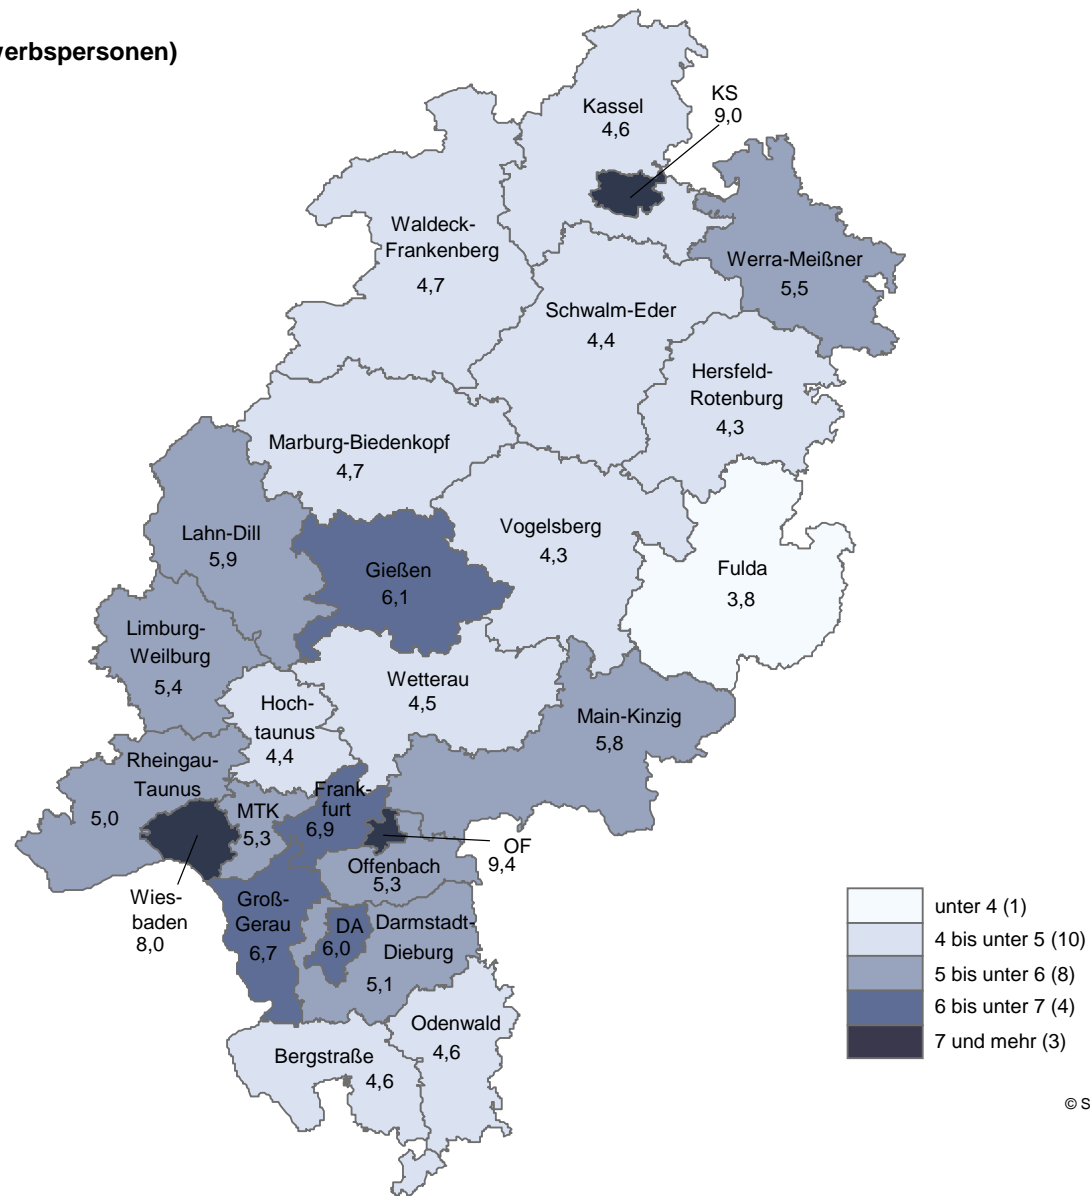 werbspersonen)
KS
9,0
Kassel
4,6
Waldeck-
Frankenberg
4,7
Werra-Meißner
5,5
Schwalm-Eder
4,4
Hersfeld-
Rotenburg
4,3
Marburg-Biedenkopf
4,7
Lahn-Dill
5,9
Vogelsberg
4,3
Gießen
6,1
Fulda
3,8
Limburg-
Weilburg
5,4
Wetterau
4,5
Hoch-
taunus
4,4
Main-Kinzig
5,8
Rheingau-
Taunus
5,0
MTK
5,3
Frank-
furt
6,9
OF
9,4
Offenbach
5,3
Wies-
baden
8,0
Groß-
Gerau
6,7
DA
6,0
Darmstadt-
Dieburg
5,1
Odenwald
4,6
Bergstraße
4,6
unter 4 (1)
4 bis unter 5 (10)
5 bis unter 6 (8)
6 bis unter 7 (4)
7 und mehr (3)
© S